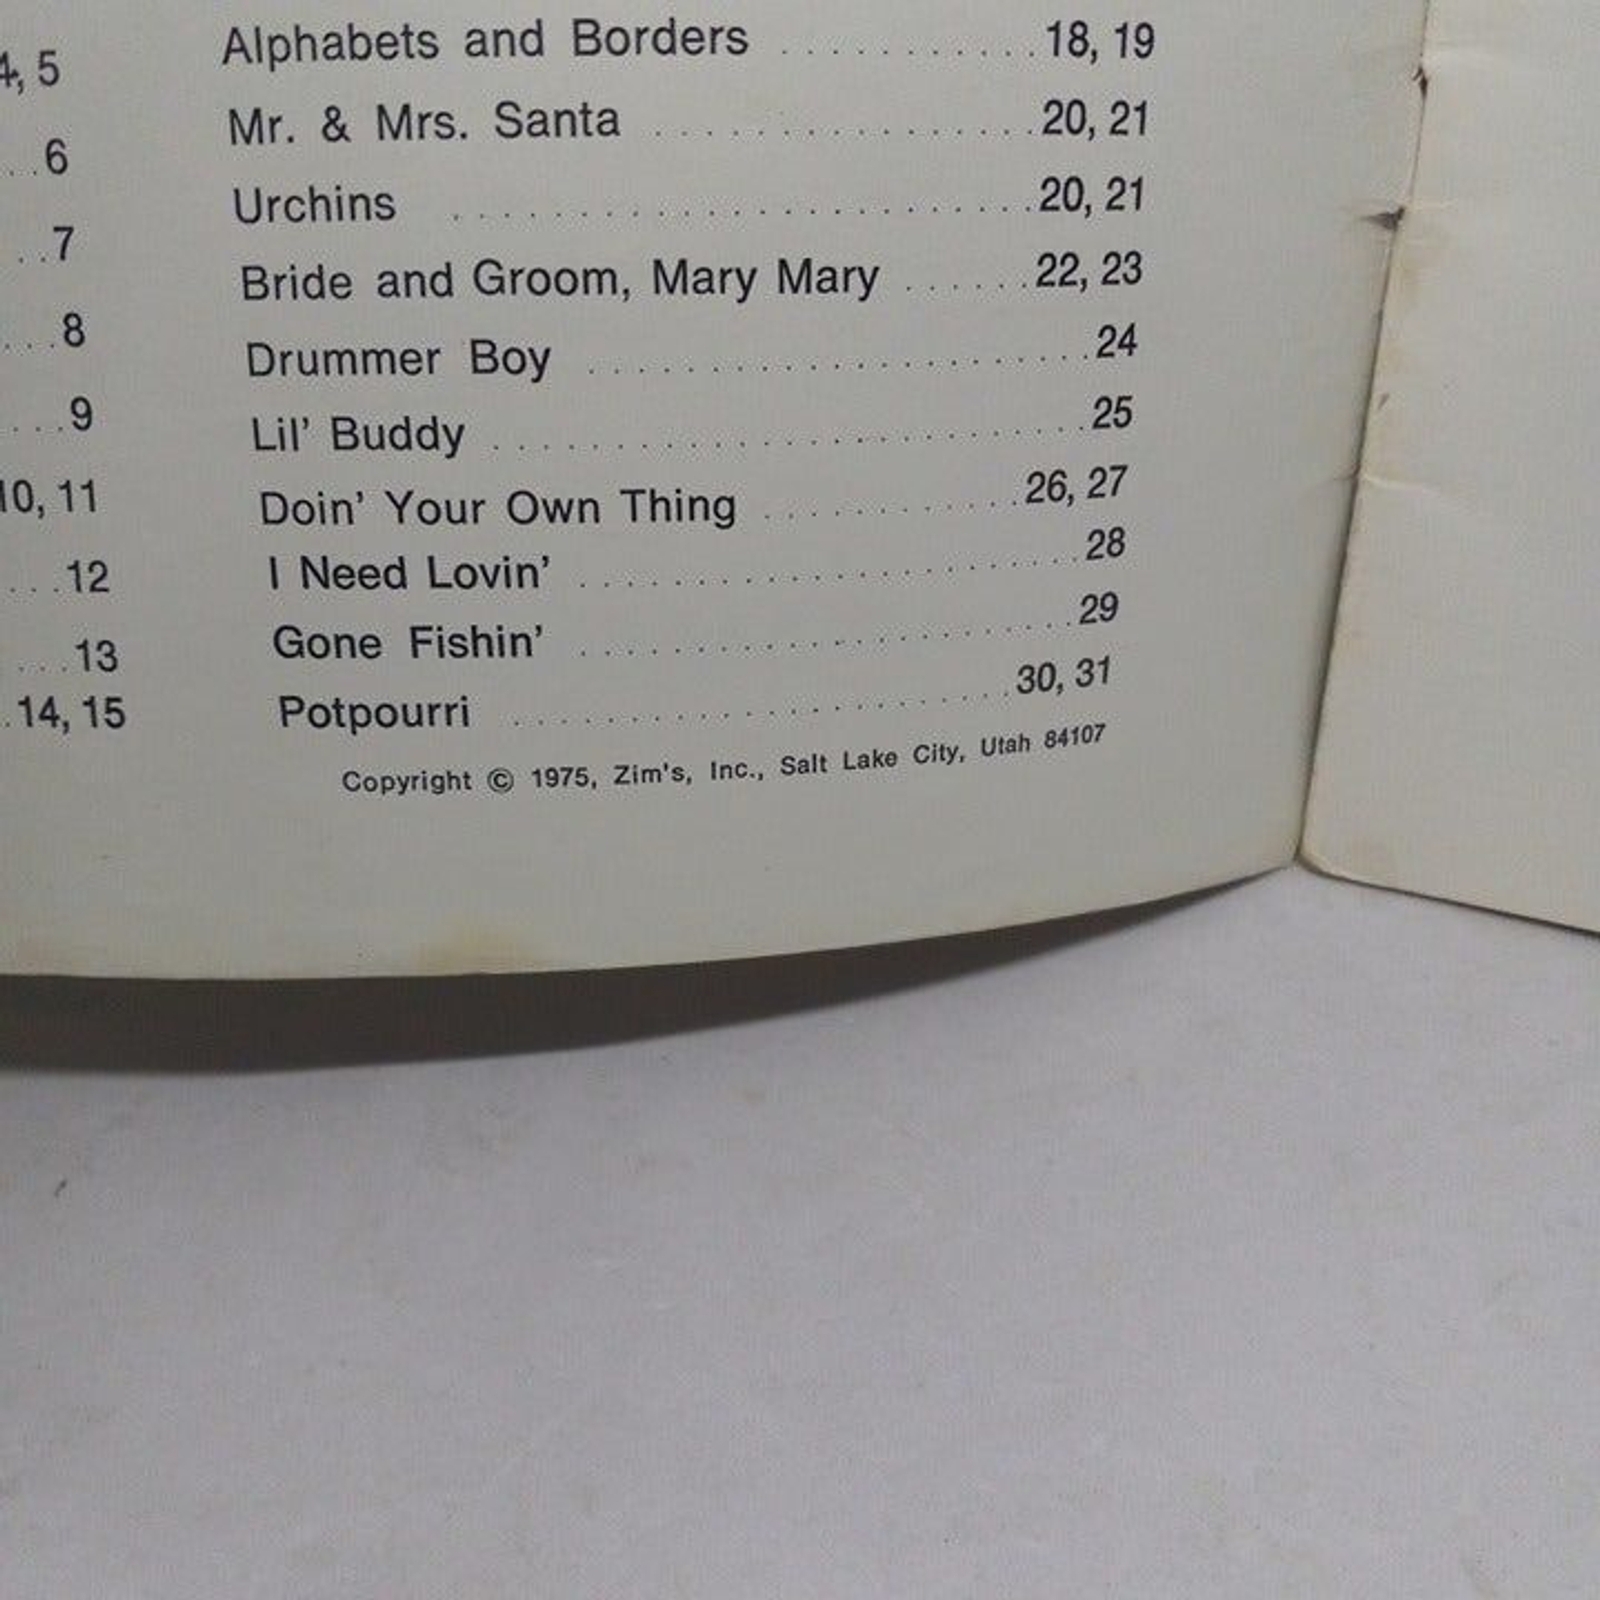 4, 5
...6
...7
...8
....9
10, 11
....12
....13
.14, 15
Alphabets and Borders ........... 18, 19
Mr. & Mrs. Santa ................ 20, 21
Urchins ........................ 20, 21
Bride and Groom, Mary Mary ...... 22, 23
Drummer Boy ..................... 24
Lil' Buddy ......................... 25
Doin' Your Own Thing ............ 26, 27
I Need Lovin' ..................... 28
Gone Fishin' ..................... 29
Potpourri ..................... 30, 31
Copyright © 1975, Zim's, Inc., Salt Lake City, Utah 84107